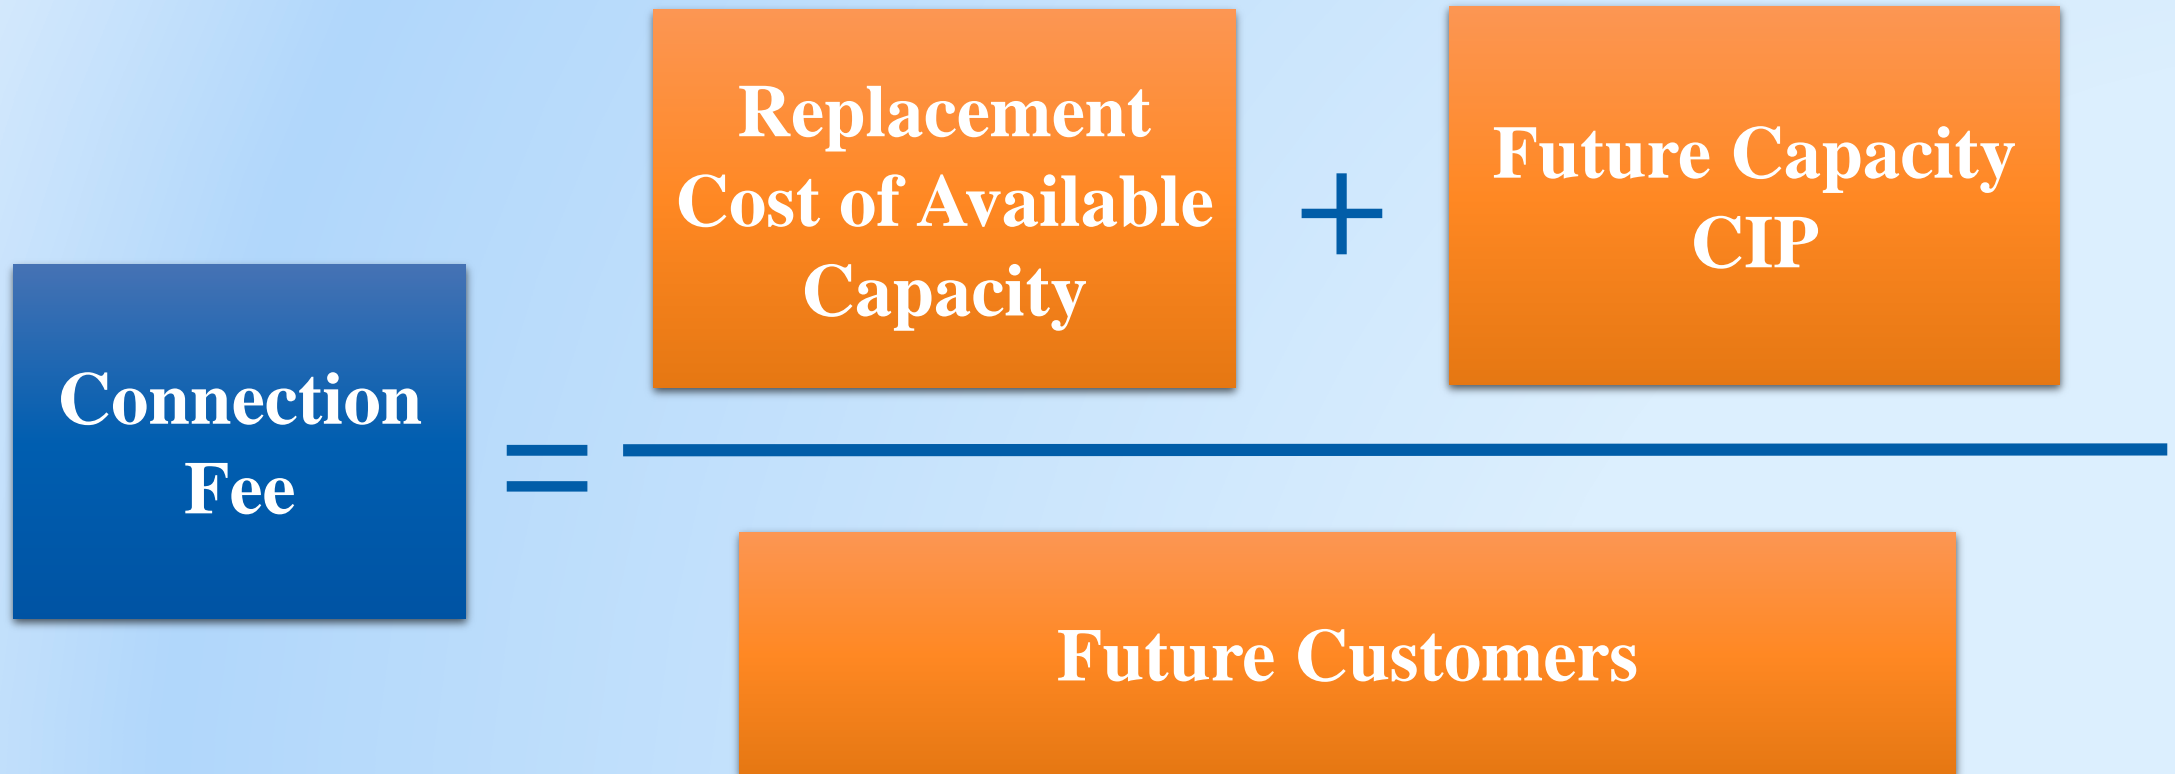 Connection
Fee
=
Replacement
Cost of Available
Capacity
+
Future Capacity
CIP
Future Customers